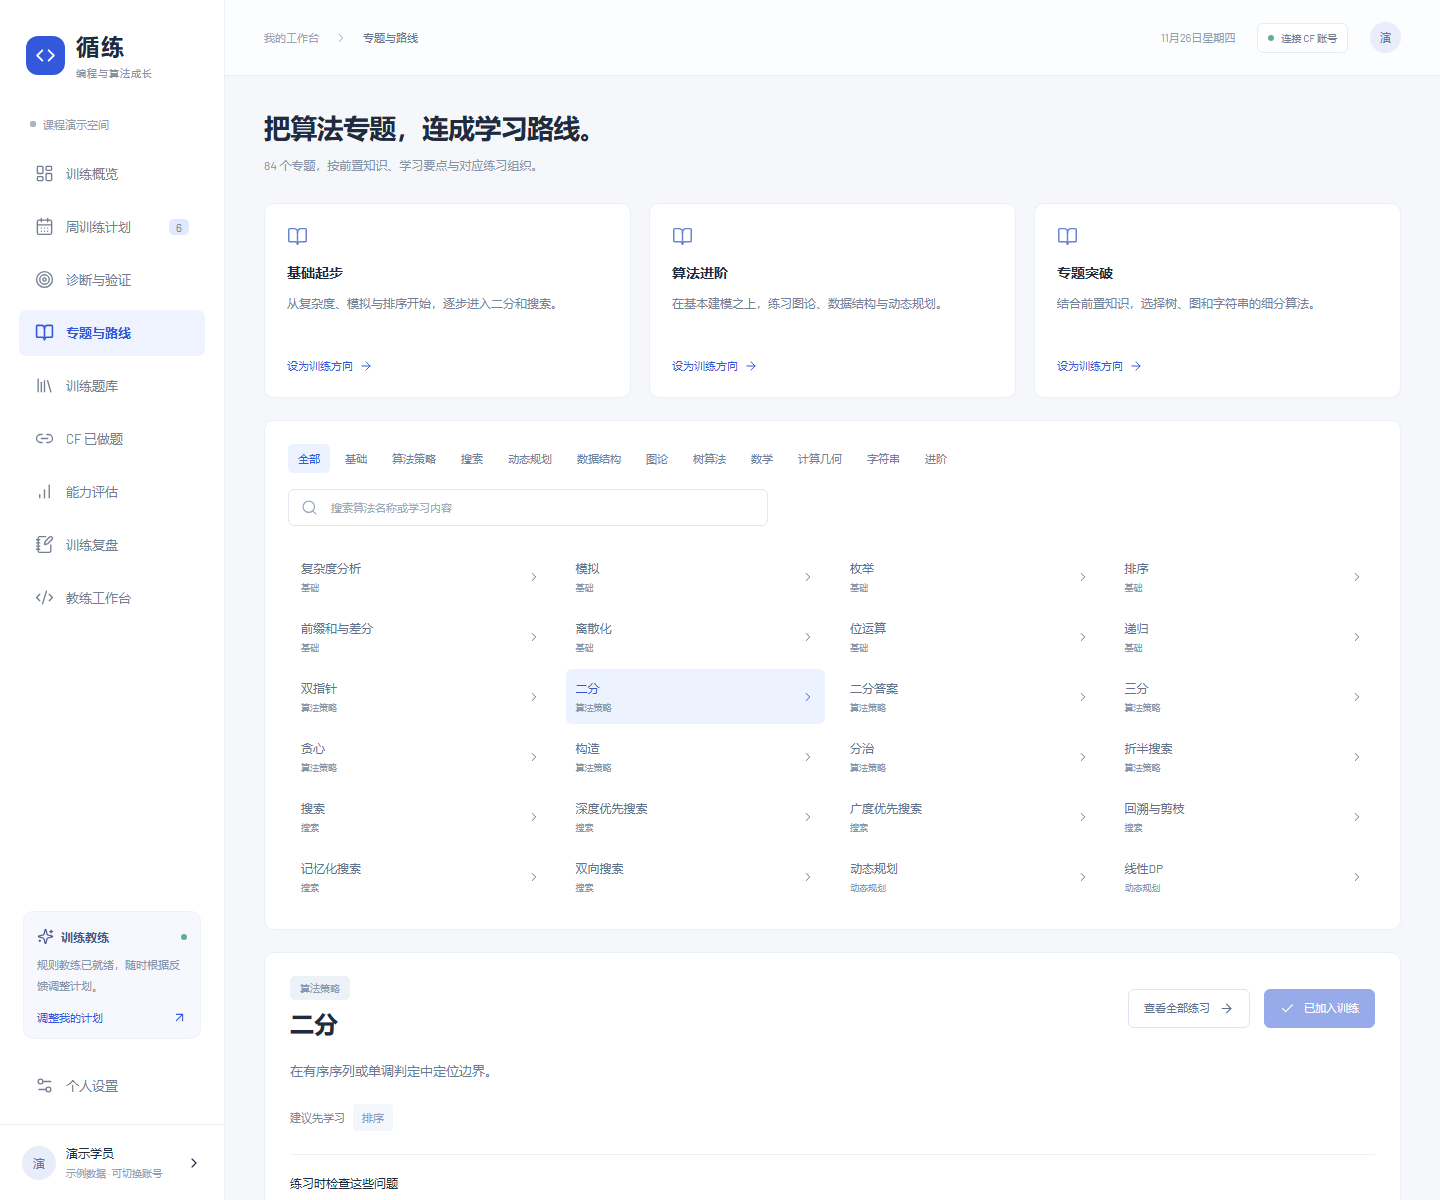 循练
编程与算法成长
课程演示空间
训练概览
周训练计划 6
诊断与验证
专题与路线
训练题库
CF 已做题
能力评估
训练复盘
教练工作台
训练教练
规则教练已就绪，随时根据反
馈调整计划。
调整我的计划
个人设置
演 演示学员
示例数据 · 可切换账号
我的工作台 专题与路线
11月26日星期四 连接 CF 账号 演
把算法专题，连成学习路线。
84 个专题，按前置知识、学习要点与对应练习组织。
基础起步
从复杂度、模拟与排序开始，逐步进入二分和搜索。
设为训练方向
算法进阶
在基本建模之上，练习图论、数据结构与动态规划。
设为训练方向
专题突破
结合前置知识，选择树、图和字符串的细分算法。
设为训练方向
全部 基础 算法策略 搜索 动态规划 数据结构 图论 树算法 数学 计算几何 字符串 进阶
搜索算法名称或学习内容
复杂度分析 模拟 枚举 排序
基础 基础 基础 基础
前缀和与差分 离散化 位运算 递归
基础 基础 基础 基础
双指针 二分 二分答案 三分
算法策略 算法策略 算法策略 算法策略
贪心 构造 分治 折半搜索
算法策略 算法策略 算法策略 算法策略
搜索 深度优先搜索 广度优先搜索 回溯与剪枝
搜索 搜索 搜索 搜索
记忆化搜索 双向搜索 动态规划 线性DP
搜索 搜索 动态规划 动态规划
算法策略
二分
查看全部练习 已加入训练
在有序序列或单调判定中定位边界。
建议先学习 排序
练习时检查这些问题